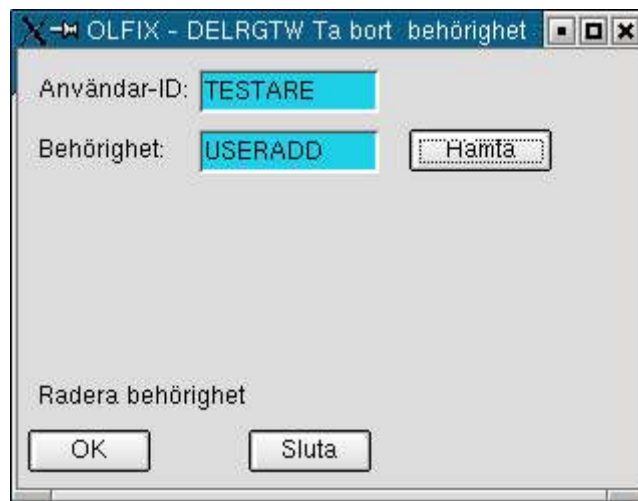 OLFIX - DELRGTW Ta bort behörighet
Användar-ID: TESTARE
Behörighet: USERADD Hämta
Radera behörighet
OK Sluta